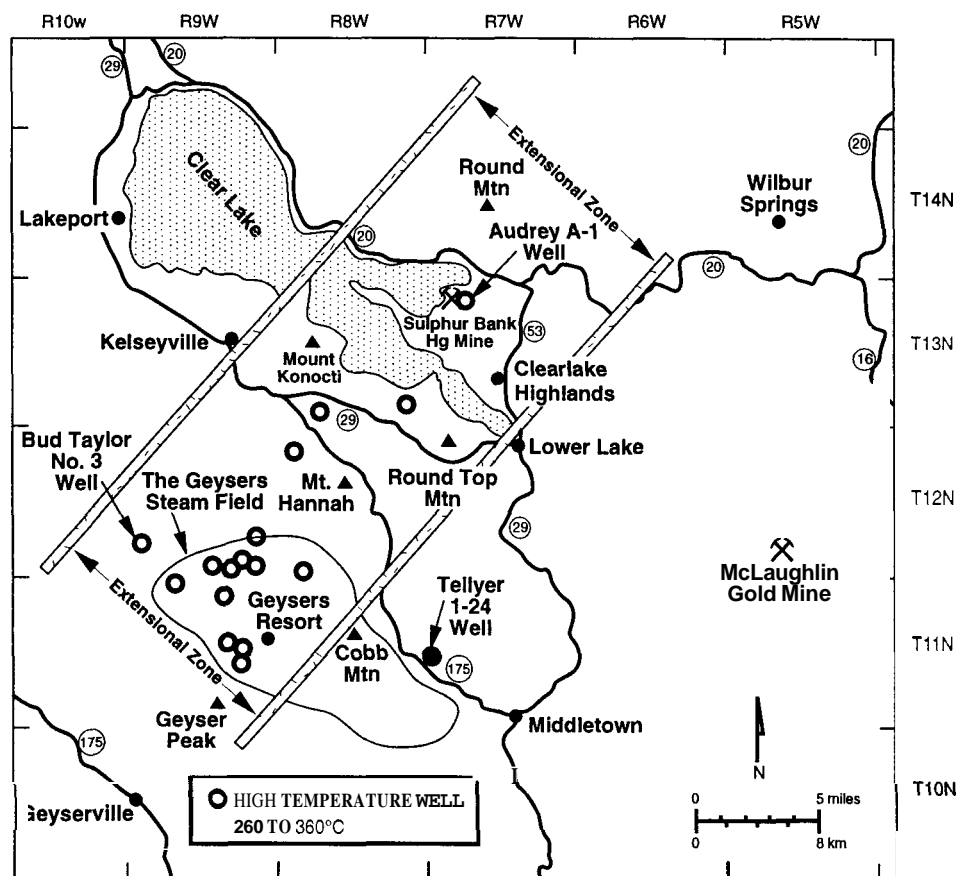 R10w R9W R8W R7W R6W R5W
29
20
Extensional Zone
20
Clear Lake
Round
Mtn
Wilbur
Springs
T14N
Lakeport
20
Audrey A-1
Well
20
Sulphur Bank
Hg Mine
53
Kelseyville
Mount
Konocti
T13N
16
Clearlake
Highlands
29
Bud Taylor
No. 3
Well
Lower Lake
The Geysers
Steam Field
Mt.
Hannah
Round Top
Mtn
T12N
29
McLaughlin
Gold Mine
Extensional Zone
Geysers
Resort
Tellyer
1-24
Well
Cobb
Mtn
175
T11N
Geyser
Peak
Middletown
175
N
T10N
Geyserville
HIGH TEMPERATURE WELL
260 TO 360°C
0 5 miles
0 8 km